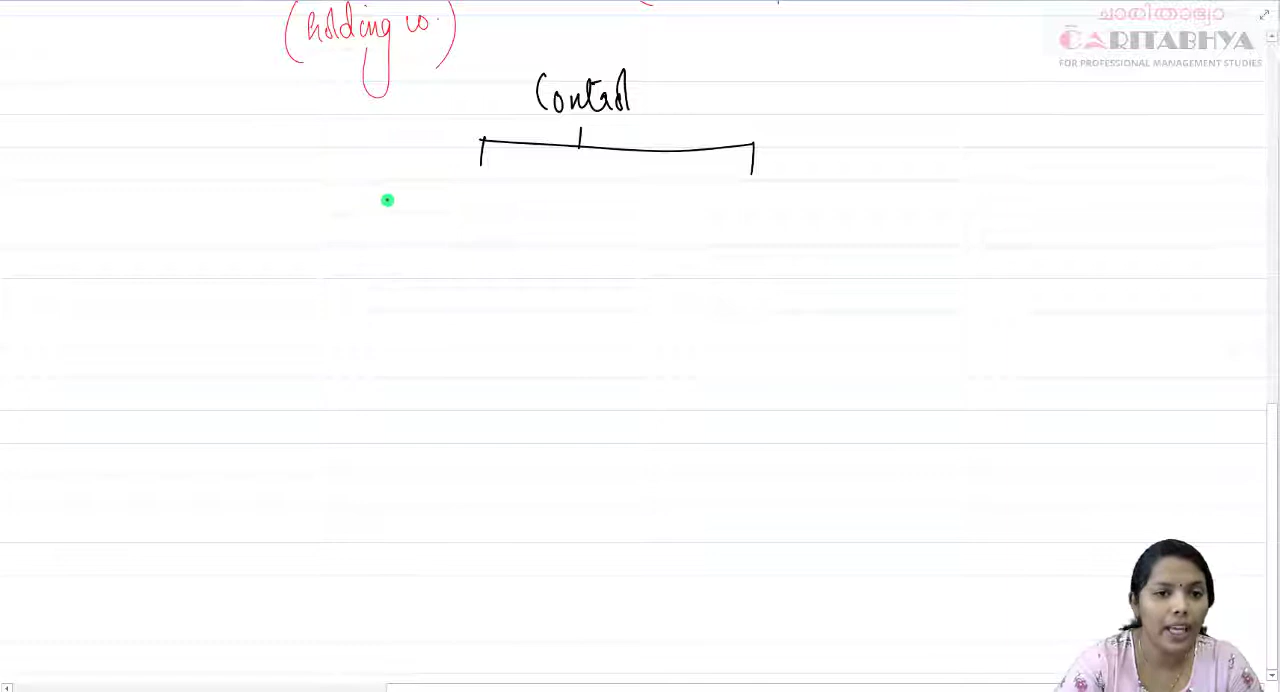 (holding co.)
ചാരിതാഭ്യാ
CARITABHYA
FOR PROFESSIONAL MANAGEMENT STUDIES
Control